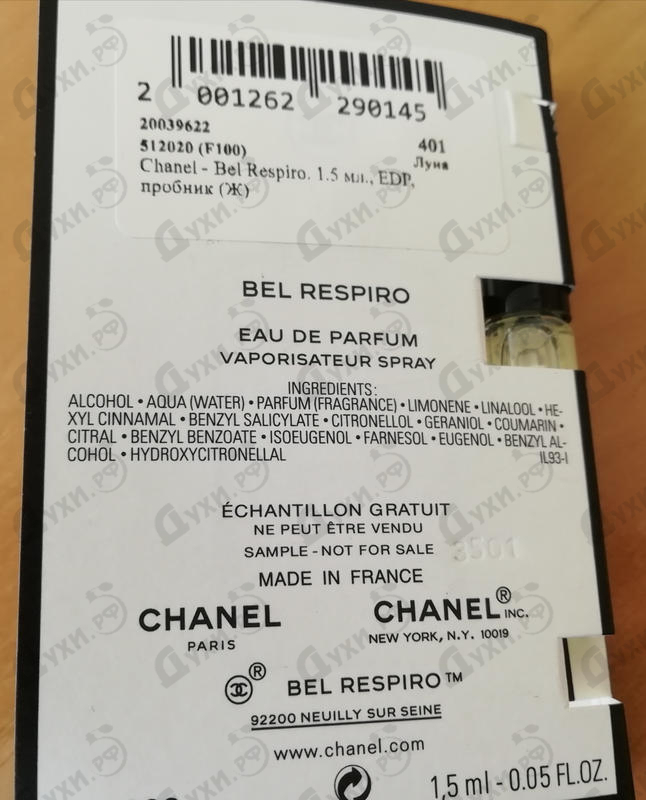 2 001262 290145
20039622
512020 (F100) 401
Луна
Chanel - Bel Respiro. 1.5 мл., EDP,
пробник (Ж)
BEL RESPIRO
EAU DE PARFUM
VAPORISATEUR SPRAY
INGREDIENTS:
ALCOHOL • AQUA (WATER) • PARFUM (FRAGRANCE) • LIMONENE • LINALOOL • HE-
XYL CINNAMAL • BENZYL SALICYLATE • CITRONELLOL • GERANIOL • COUMARIN •
CITRAL • BENZYL BENZOATE • ISOEUGENOL • FARNESOL • EUGENOL • BENZYL AL-
COHOL • HYDROXYCITRONELLAL IL93-I
ÉCHANTILLON GRATUIT
NE PEUT ÊTRE VENDU
SAMPLE - NOT FOR SALE 3501
MADE IN FRANCE
CHANEL CHANEL® INC.
PARIS NEW YORK, N.Y. 10019
® BEL RESPIRO™
92200 NEUILLY SUR SEINE
www.chanel.com
1,5 ml - 0.05 FL.OZ.
Духи.рф